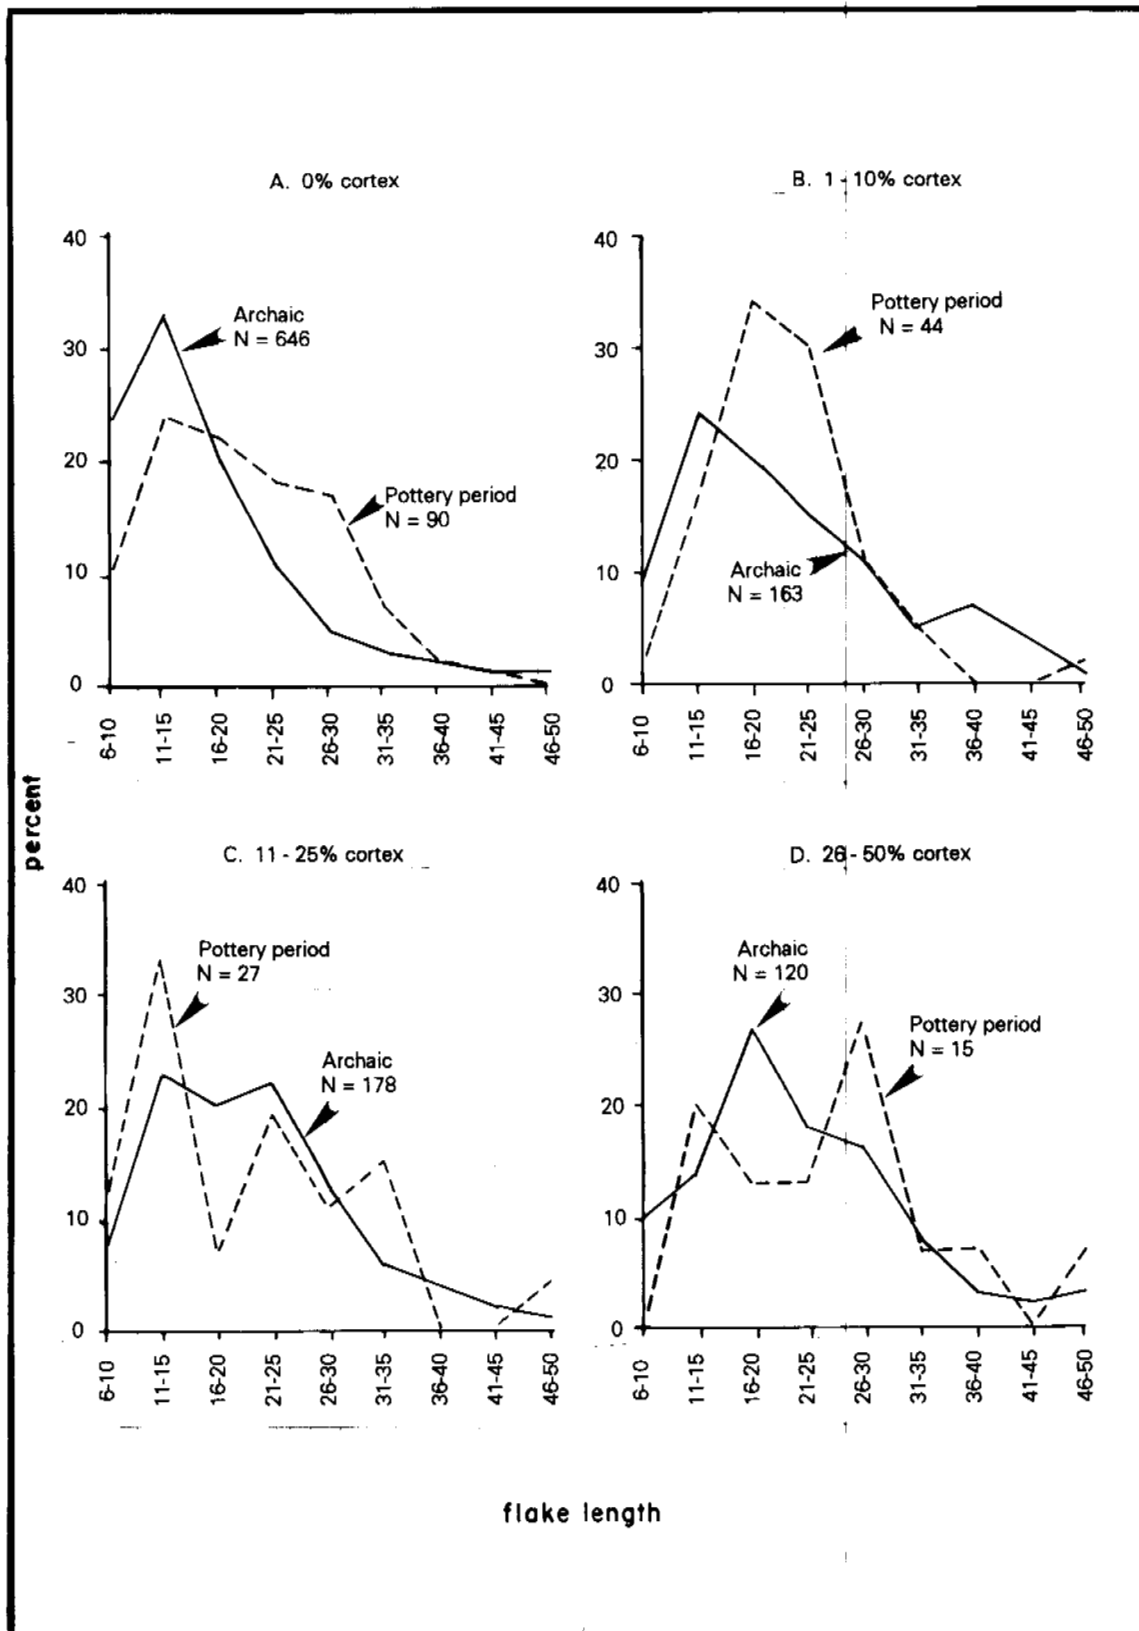 A. 0% cortex
40
30
20
10
0
Archaic
N = 646
Pottery period
N = 90
6-10
11-15
16-20
21-25
26-30
31-35
36-40
41-45
46-50
B. 1 - 10% cortex
40
30
20
10
0
Pottery period
N = 44
Archaic
N = 163
6-10
11-15
16-20
21-25
26-30
31-35
36-40
41-45
46-50
percent
C. 11 - 25% cortex
40
30
20
10
0
Pottery period
N = 27
Archaic
N = 178
6-10
11-15
16-20
21-25
26-30
31-35
36-40
41-45
46-50
D. 26 - 50% cortex
40
30
20
10
0
Archaic
N = 120
Pottery period
N = 15
6-10
11-15
16-20
21-25
26-30
31-35
36-40
41-45
46-50
flake length